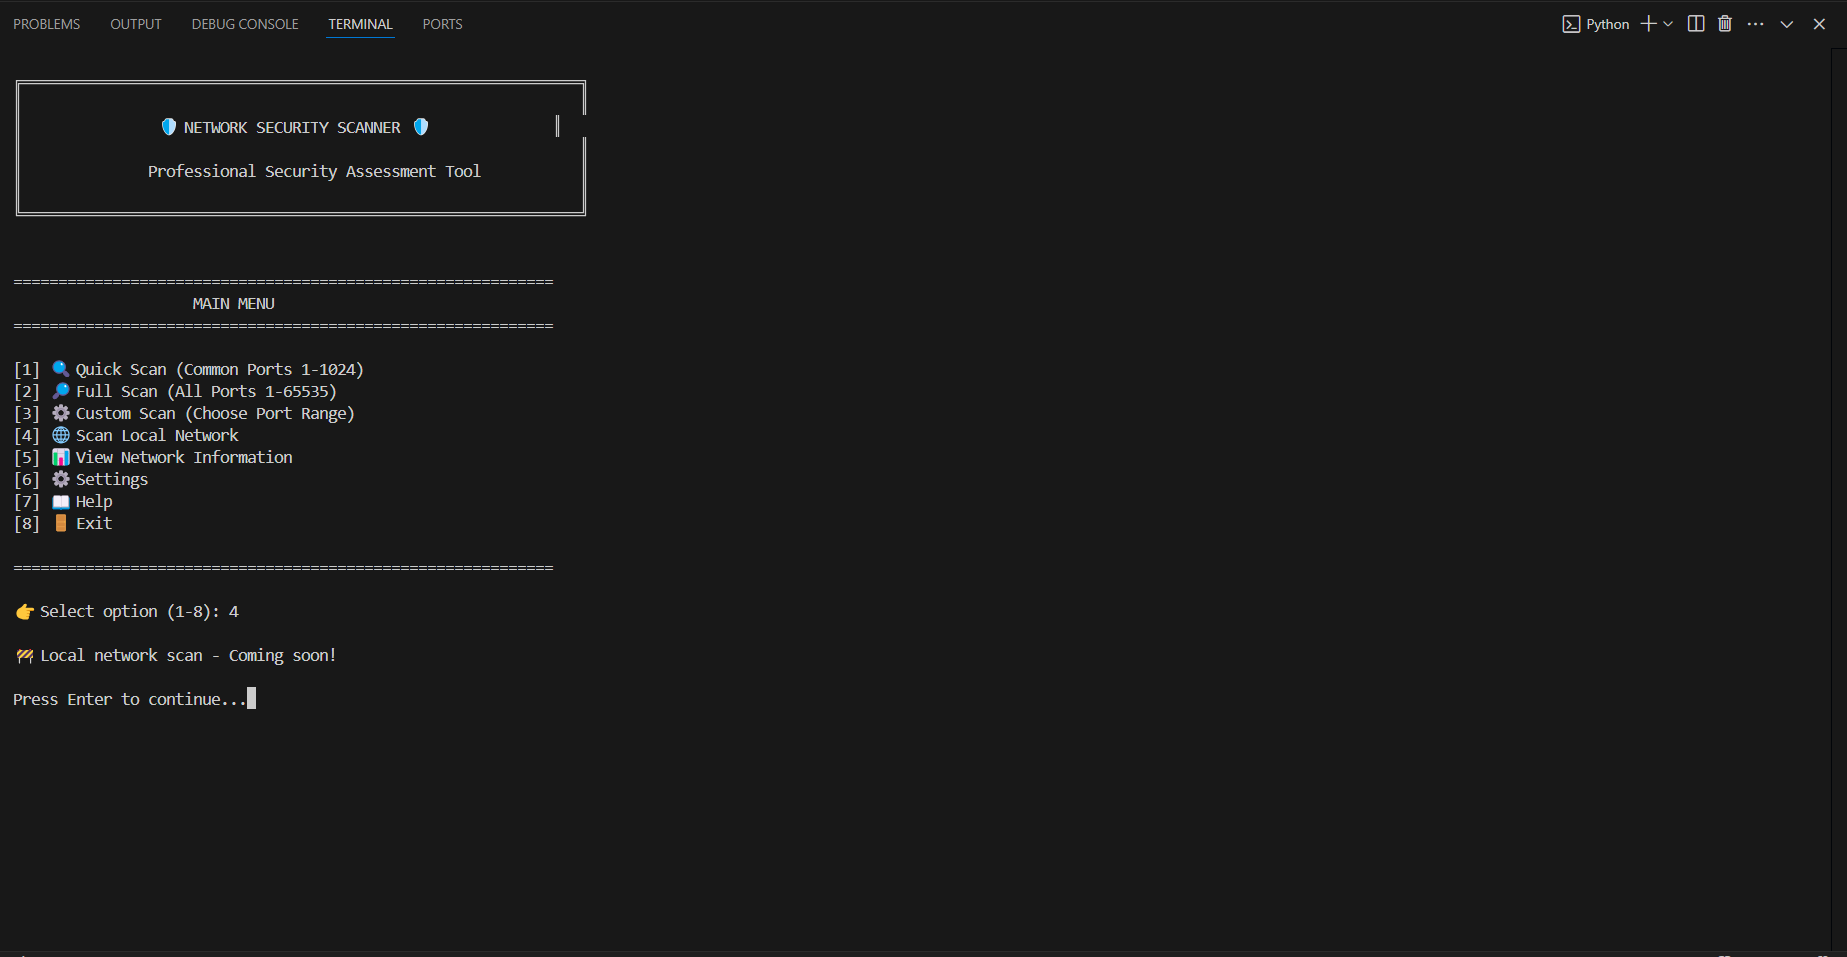 PROBLEMS OUTPUT DEBUG CONSOLE TERMINAL PORTS Python
🛡️ NETWORK SECURITY SCANNER 🛡️
Professional Security Assessment Tool
============================================================
MAIN MENU
============================================================
[1] 🔍 Quick Scan (Common Ports 1-1024)
[2] 🔎 Full Scan (All Ports 1-65535)
[3] ⚙️ Custom Scan (Choose Port Range)
[4] 🌐 Scan Local Network
[5] 📊 View Network Information
[6] ⚙️ Settings
[7] 📖 Help
[8] 🚪 Exit
============================================================
👉 Select option (1-8): 4
🚧 Local network scan - Coming soon!
Press Enter to continue...